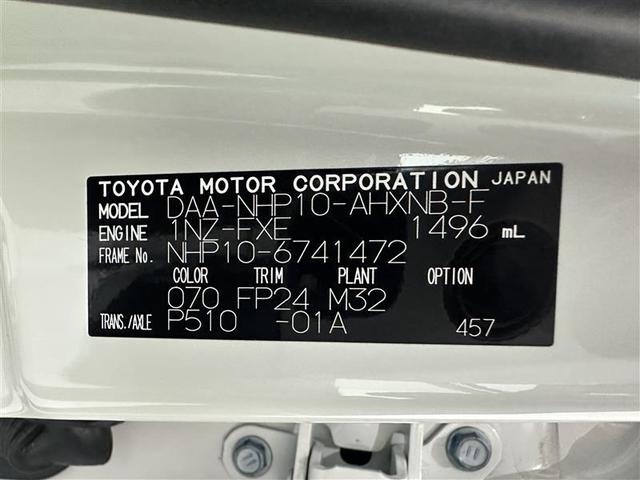 TOYOTA MOTOR CORPORATION JAPAN
MODEL DAA-NHP10-AHXNB-F
ENGINE 1NZ-FXE 1496 mL
FRAME No. NHP10-6741472
COLOR TRIM PLANT OPTION
070 FP24 M32
TRANS./AXLE P510 -01A 457